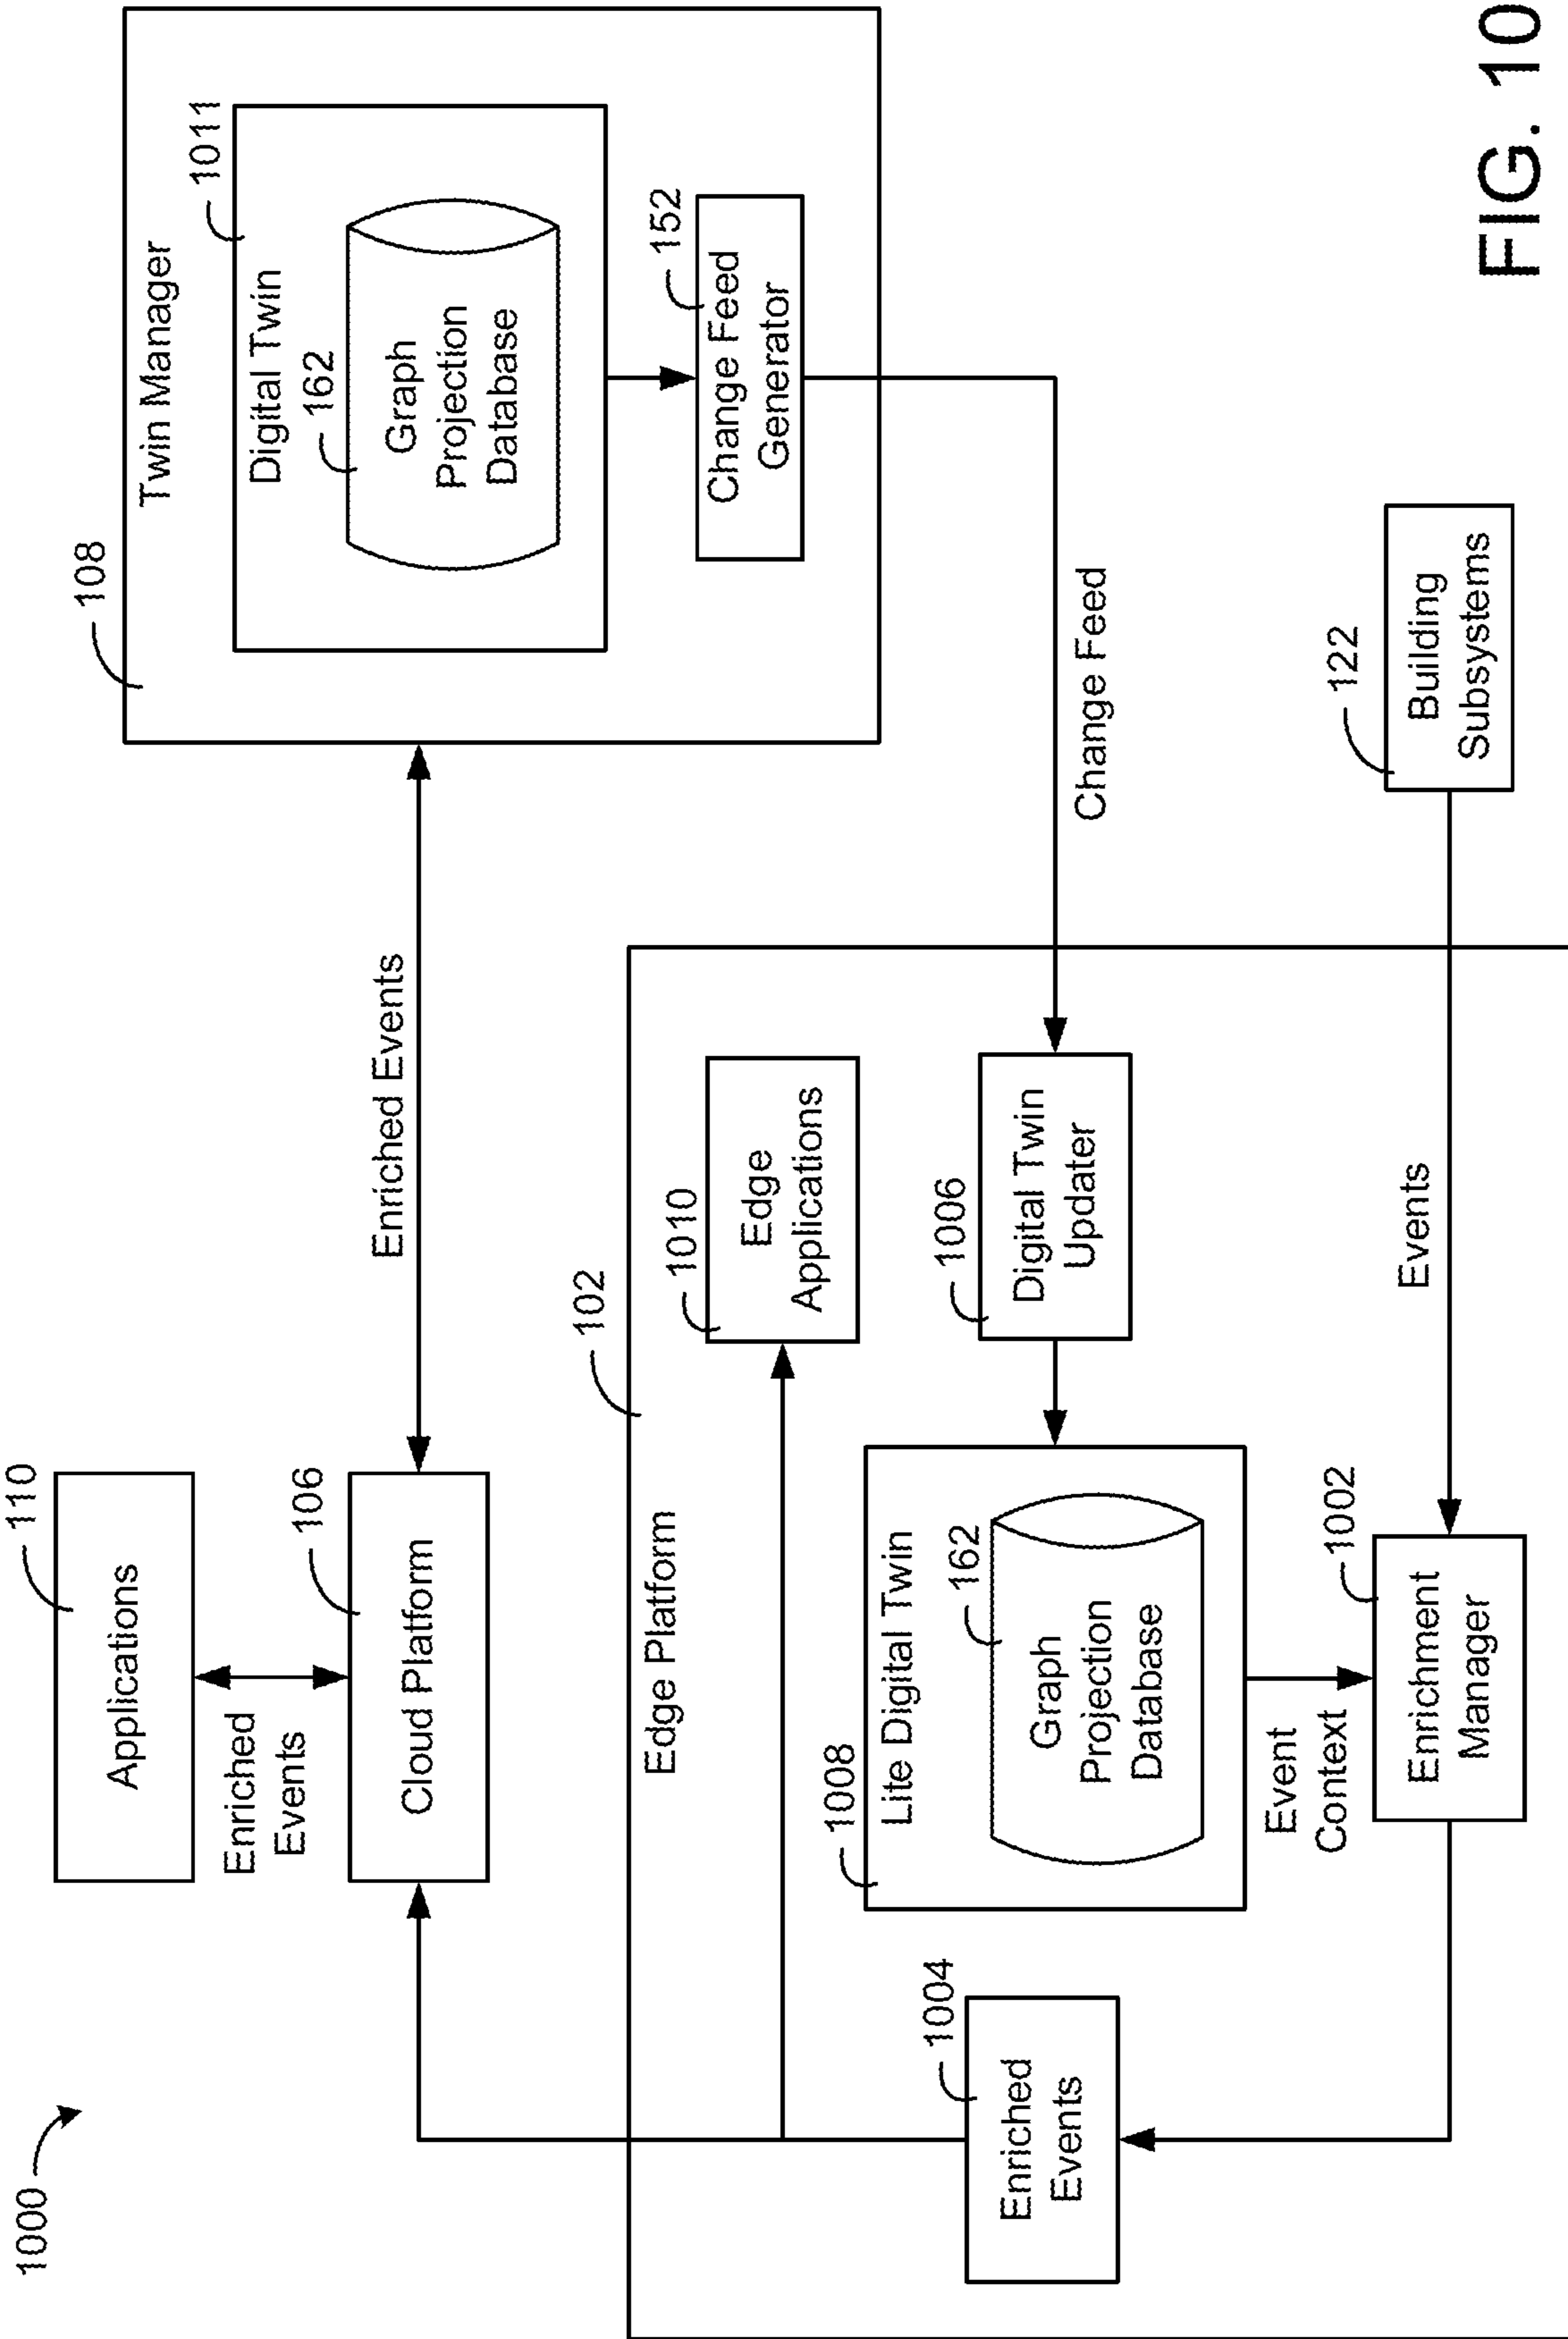 1000
110
Applications
Enriched
Events
106
Cloud Platform
Enriched Events
108
Twin Manager
1011
Digital Twin
162
Graph
Projection
Database
152
Change Feed
Generator
Change Feed
102
Edge Platform
1010
Edge
Applications
1006
Digital Twin
Updater
1008
Lite Digital Twin
162
Graph
Projection
Database
Event
Context
1004
Enriched
Events
1002
Enrichment
Manager
Events
122
Building
Subsystems
FIG. 10